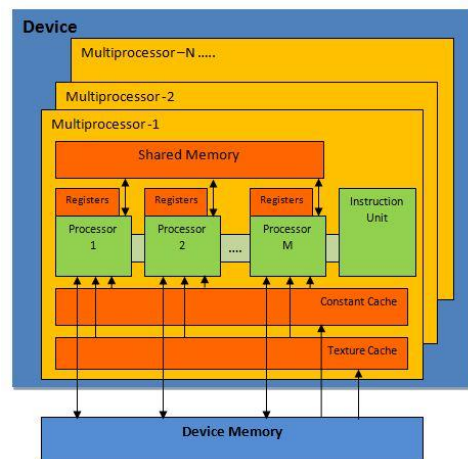 Device
Multiprocessor –N .....
Multiprocessor -2
Multiprocessor -1
Shared Memory
Registers
Registers
Registers
Instruction
Unit
Processor
1
Processor
2
....
Processor
M
Constant Cache
Texture Cache
Device Memory